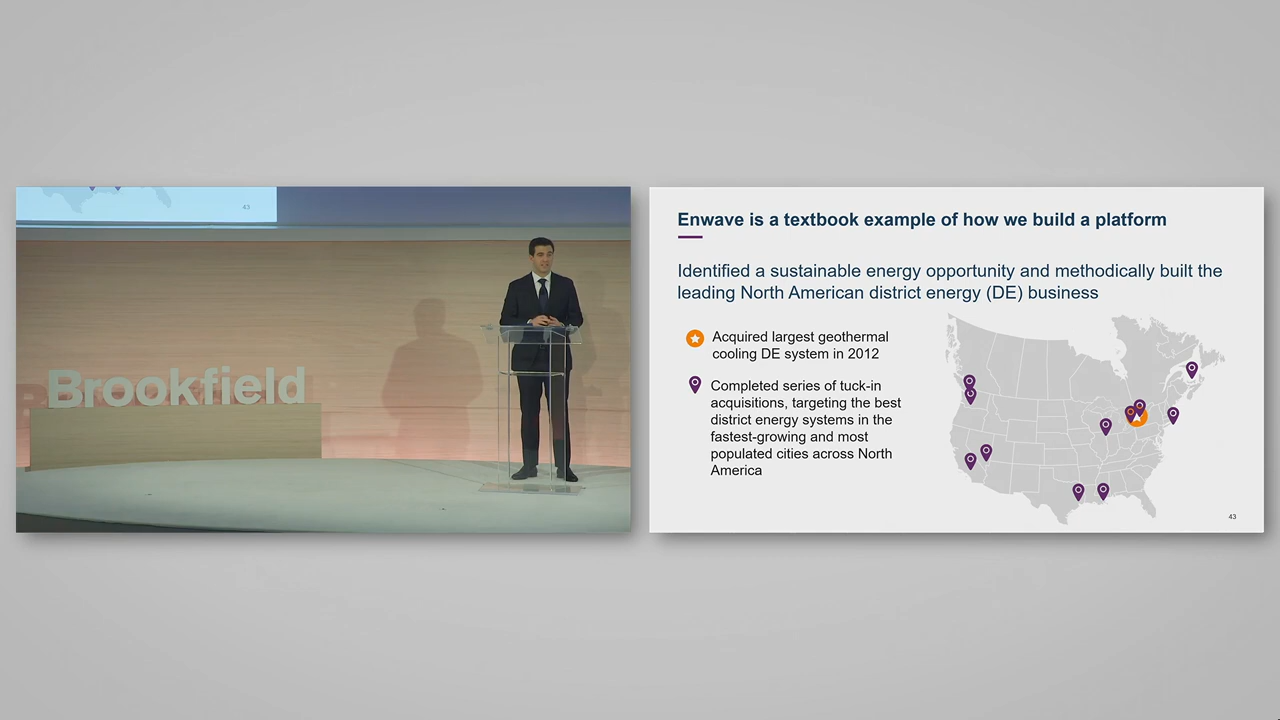 43
Brookfield
Enwave is a textbook example of how we build a platform
Identified a sustainable energy opportunity and methodically built the
leading North American district energy (DE) business
Acquired largest geothermal
cooling DE system in 2012
Completed series of tuck-in
acquisitions, targeting the best
district energy systems in the
fastest-growing and most
populated cities across North
America
43